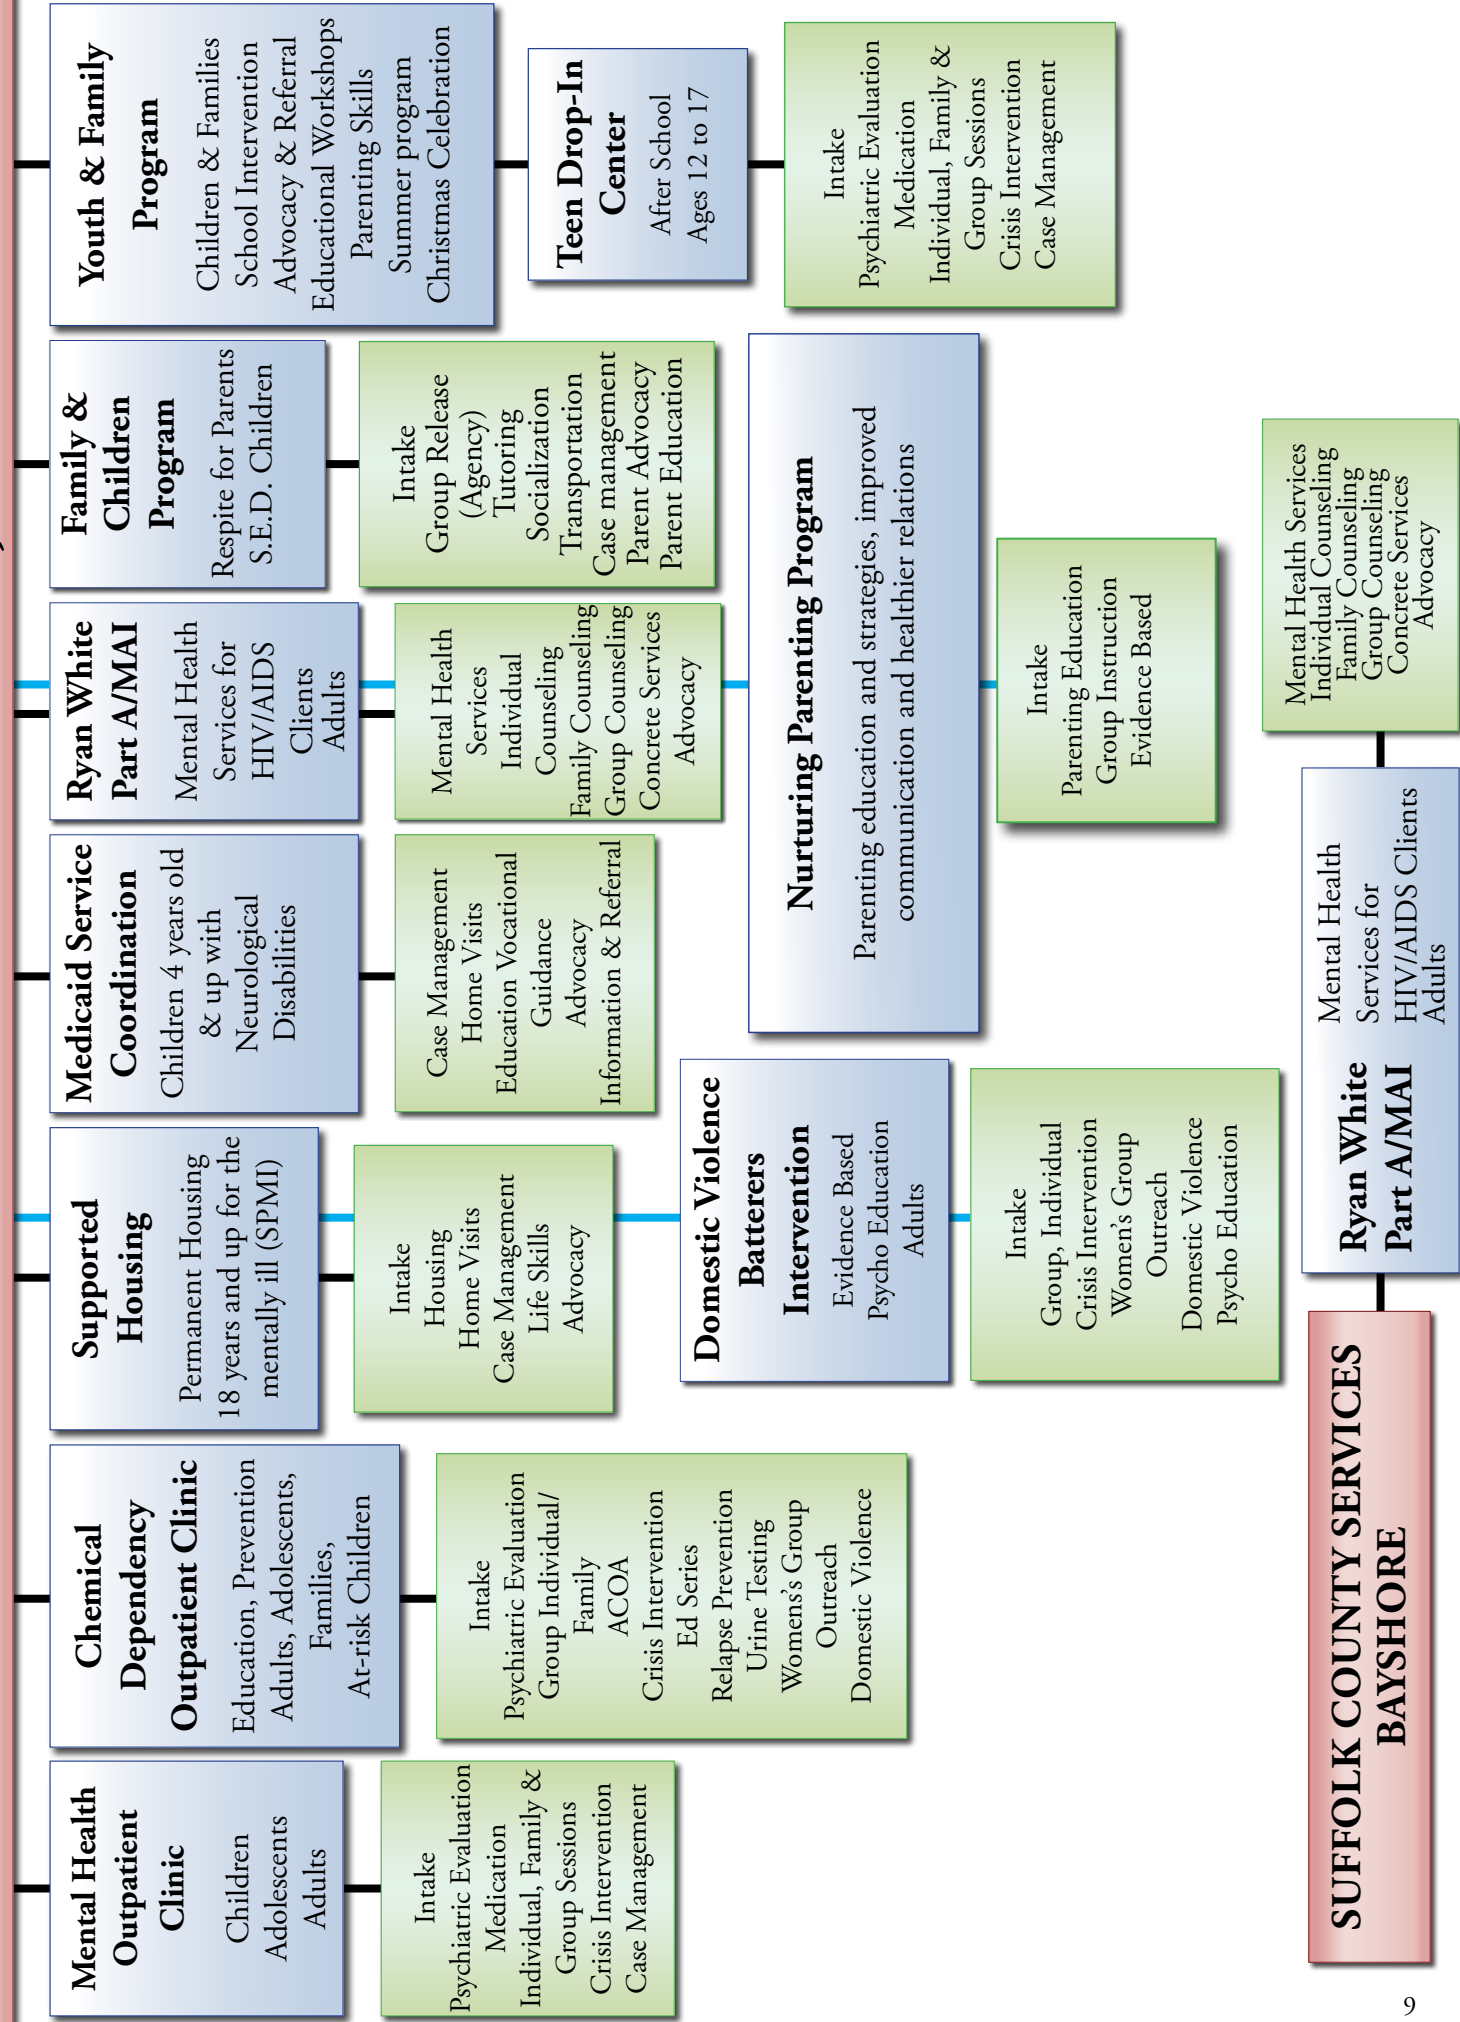 Mental Health
Outpatient
Clinic
Children
Adolescents
Adults
Intake
Psychiatric Evaluation
Medication
Individual, Family &
Group Sessions
Crisis Intervention
Case Management
Chemical
Dependency
Outpatient Clinic
Education, Prevention
Adults, Adolescents,
Families,
At-risk Children
Intake
Psychiatric Evaluation
Group Individual/
Family
ACOA
Crisis Intervention
Ed Series
Relapse Prevention
Urine Testing
Women's Group
Outreach
Domestic Violence
Supported
Housing
Permanent Housing
18 years and up for the
mentally ill (SPMI)
Intake
Housing
Home Visits
Case Management
Life Skills
Advocacy
Domestic Violence
Batterers
Intervention
Evidence Based
Psycho Education
Adults
Intake
Group, Individual
Crisis Intervention
Women's Group
Outreach
Domestic Violence
Psycho Education
Medicaid Service
Coordination
Children 4 years old
& up with
Neurological
Disabilities
Case Management
Home Visits
Education Vocational
Guidance
Advocacy
Information & Referral
Ryan White
Part A/MAI
Mental Health
Services for
HIV/AIDS
Clients
Adults
Mental Health
Services
Individual
Counseling
Family Counseling
Group Counseling
Concrete Services
Advocacy
Nurturing Parenting Program
Parenting education and strategies, improved
communication and healthier relations
Intake
Parenting Education
Group Instruction
Evidence Based
Family &
Children
Program
Respite for Parents
S.E.D. Children
Intake
Group Release
(Agency)
Tutoring
Socialization
Transportation
Case management
Parent Advocacy
Parent Education
Youth & Family
Program
Children & Families
School Intervention
Advocacy & Referral
Educational Workshops
Parenting Skills
Summer program
Christmas Celebration
Teen Drop-In
Center
After School
Ages 12 to 17
Intake
Psychiatric Evaluation
Medication
Individual, Family &
Group Sessions
Crisis Intervention
Case Management
SUFFOLK COUNTY SERVICES
BAYSHORE
Ryan White
Part A/MAI
Mental Health
Services for
HIV/AIDS Clients
Adults
Mental Health Services
Individual Counseling
Family Counseling
Group Counseling
Concrete Services
Advocacy
9